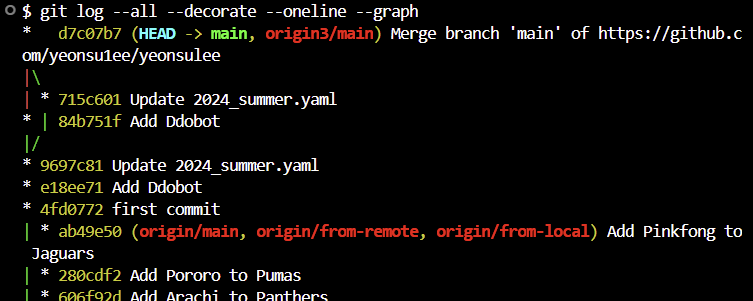 $ git log --all --decorate --oneline --graph
*   d7c07b7 (HEAD -> main, origin3/main) Merge branch 'main' of https://github.c
om/yeonsu1ee/yeonsulee
|\
| * 715c601 Update 2024_summer.yaml
* | 84b751f Add Ddobot
|/
* 9697c81 Update 2024_summer.yaml
* e18ee71 Add Ddobot
* 4fd0772 first commit
| * ab49e50 (origin/main, origin/from-remote, origin/from-local) Add Pinkfong to
 Jaguars
| * 280cdf2 Add Pororo to Pumas
| * 606f92d Add Arachi to Panthers